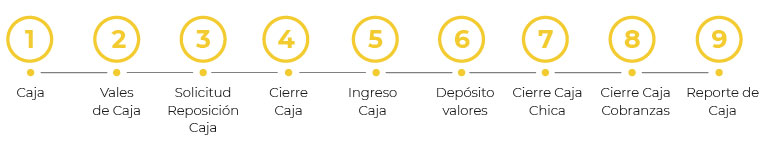 1 2 3 4 5 6 7 8 9
Caja
Vales
de Caja
Solicitud
Reposición
Caja
Cierre
Caja
Ingreso
Caja
Depósito
valores
Cierre Caja
Chica
Cierre Caja
Cobranzas
Reporte de
Caja